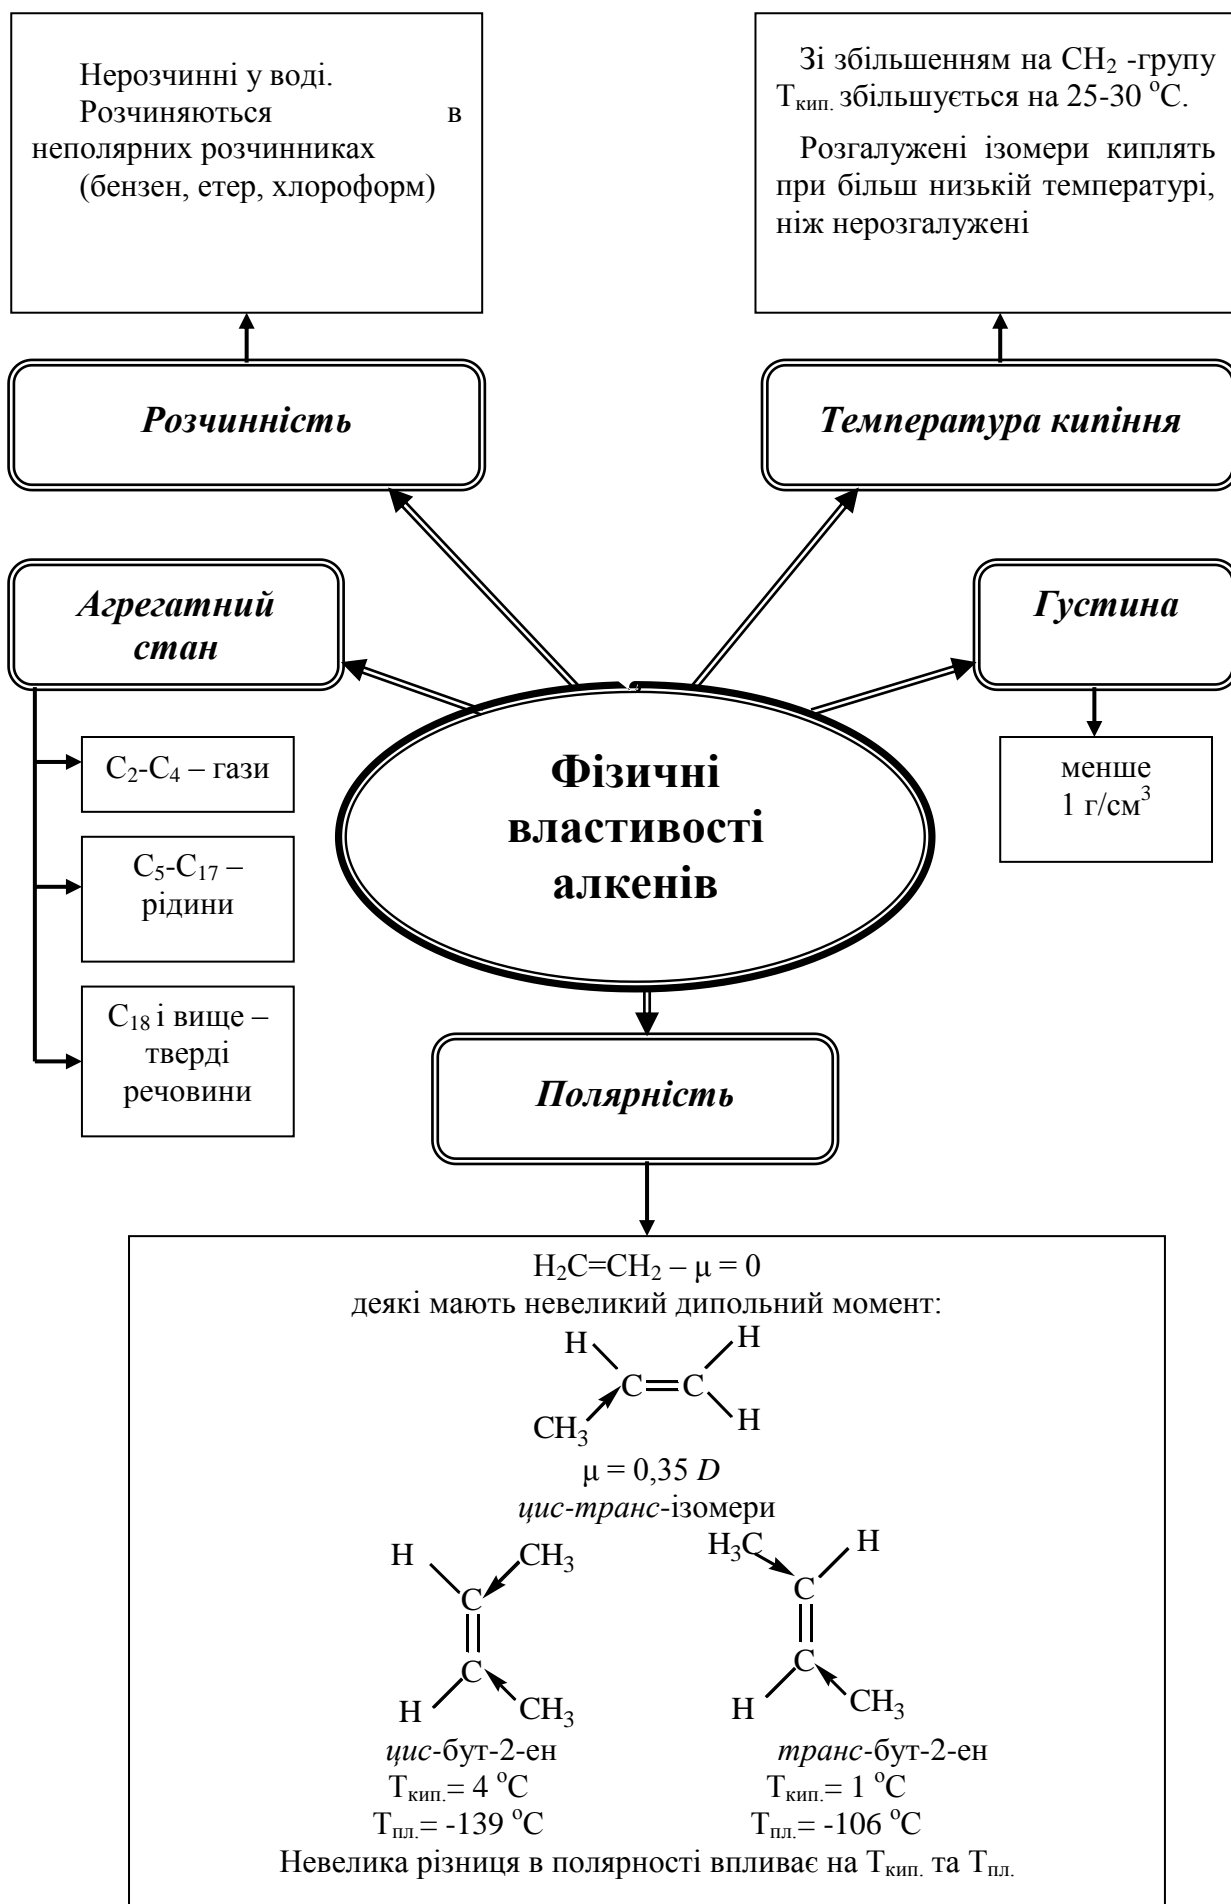 Нерозчинні у воді.
Розчиняються в
неполярних розчинниках
(бензен, етер, хлороформ)
Зі збільшенням на CH₂ -групу
Tкип. збільшується на 25-30 °C.
Розгалужені ізомери киплять
при більш низькій температурі,
ніж нерозгалужені
Розчинність
Температура кипіння
Агрегатний
стан
Густина
C₂-C₄ – гази
C₅-C₁₇ –
рідини
C₁₈ і вище –
тверді
речовини
менше
1 г/см³
Фізичні
властивості
алкенів
Полярність
H₂C=CH₂ – μ = 0
деякі мають невеликий дипольний момент:
H H
C=C
CH₃ H
μ = 0,35 D
цис-транс-ізомери
H CH₃
C
C
H CH₃
цис-бут-2-ен
Tкип.= 4 °C
Tпл.= -139 °C
H₃C H
C
C
H CH₃
транс-бут-2-ен
Tкип.= 1 °C
Tпл.= -106 °C
Невелика різниця в полярності впливає на Tкип. та Tпл.